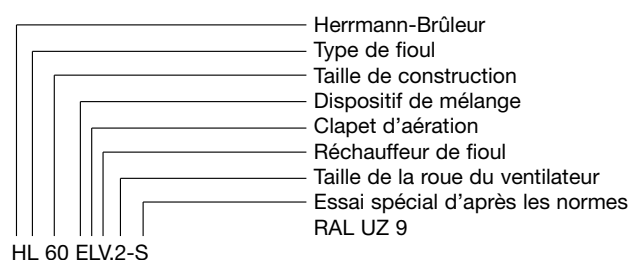 Herrmann-Brûleur
Type de fioul
Taille de construction
Dispositif de mélange
Clapet d'aération
Réchauffeur de fioul
Taille de la roue du ventilateur
Essai spécial d'après les normes
RAL UZ 9
HL 60 ELV.2-S